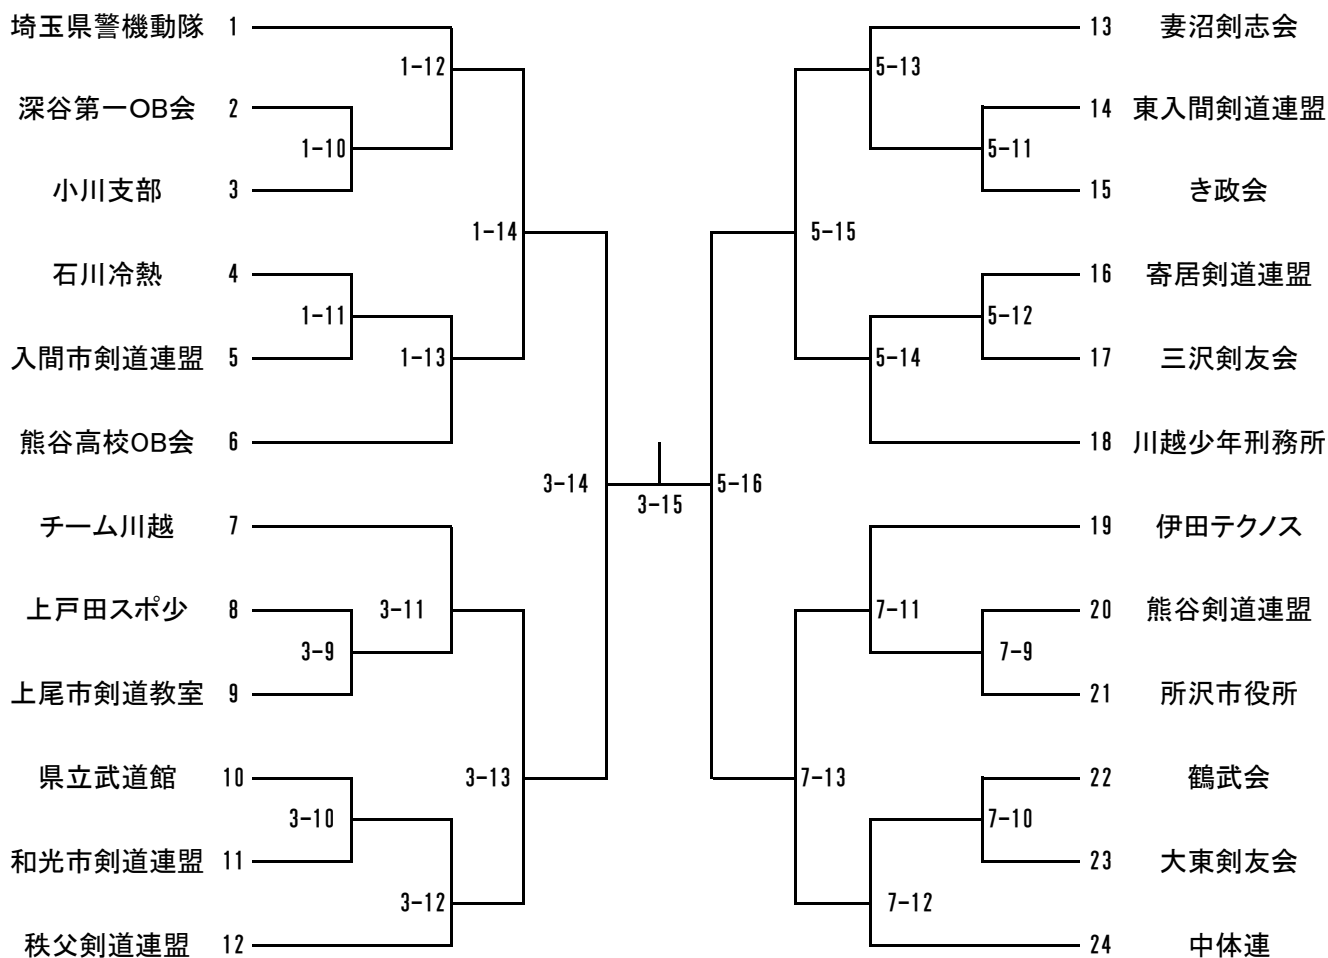 埼玉県警機動隊 1
深谷第一OB会 2
小川支部 3
石川冷熱 4
入間市剣道連盟 5
熊谷高校OB会 6
チーム川越 7
上戸田スポ少 8
上尾市剣道教室 9
県立武道館 10
和光市剣道連盟 11
秩父剣道連盟 12
1-12
1-10
1-14
1-11
1-13
3-14
3-11
3-9
3-13
3-10
3-12
3-15
5-16
5-13
5-11
5-15
5-12
5-14
7-11
7-9
7-13
7-10
7-12
13 妻沼剣志会
14 東入間剣道連盟
15 き政会
16 寄居剣道連盟
17 三沢剣友会
18 川越少年刑務所
19 伊田テクノス
20 熊谷剣道連盟
21 所沢市役所
22 鶴武会
23 大東剣友会
24 中体連